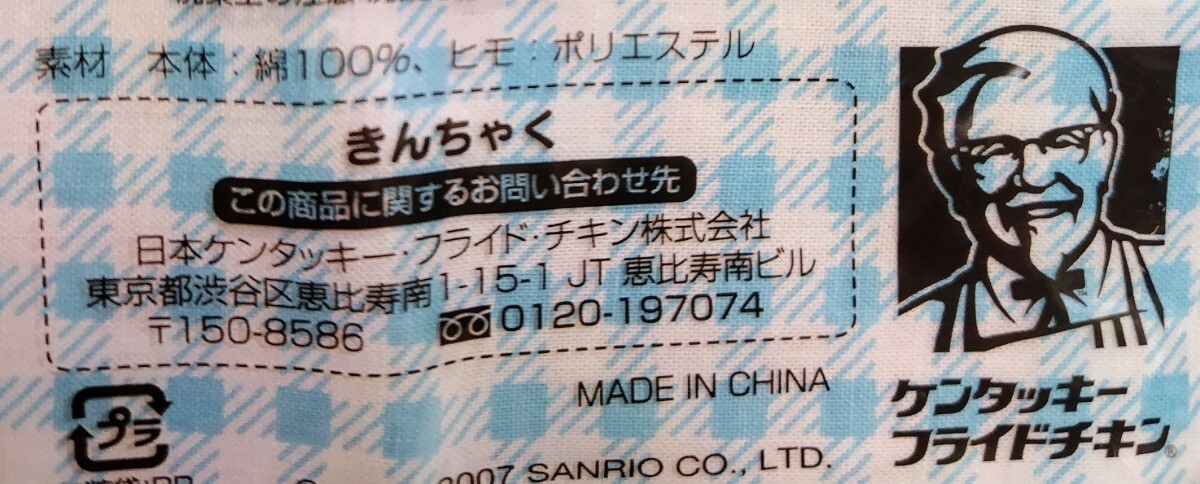 素材　本体：綿100%、ヒモ：ポリエステル
きんちゃく
この商品に関するお問い合わせ先
日本ケンタッキー・フライド・チキン株式会社
東京都渋谷区恵比寿南1-15-1 JT 恵比寿南ビル
〒150-8586　0120-197074
MADE IN CHINA
プラ
2007 SANRIO CO., LTD.
ケンタッキー
フライドチキン®